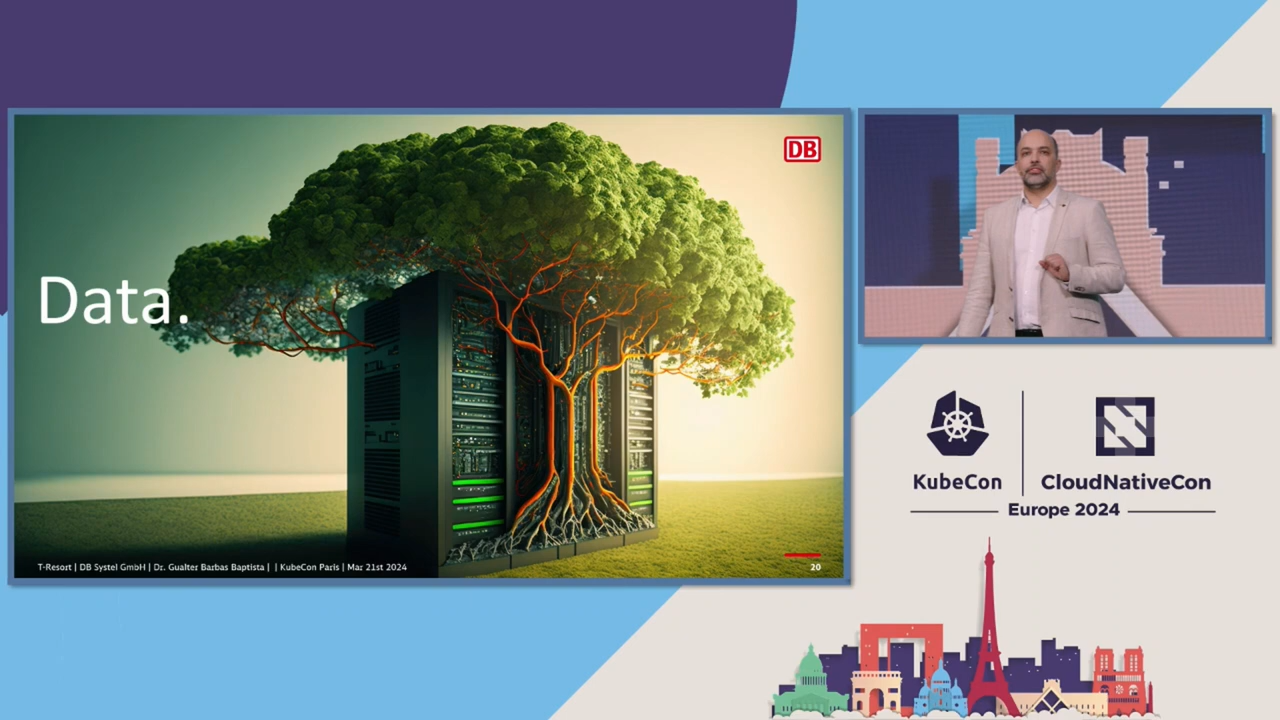 DB
Data.
T-Resort | DB Systel GmbH | Dr. Gualter Barbas Baptista | | KubeCon Paris | Mar 21st 2024
20
KubeCon
CloudNativeCon
Europe 2024